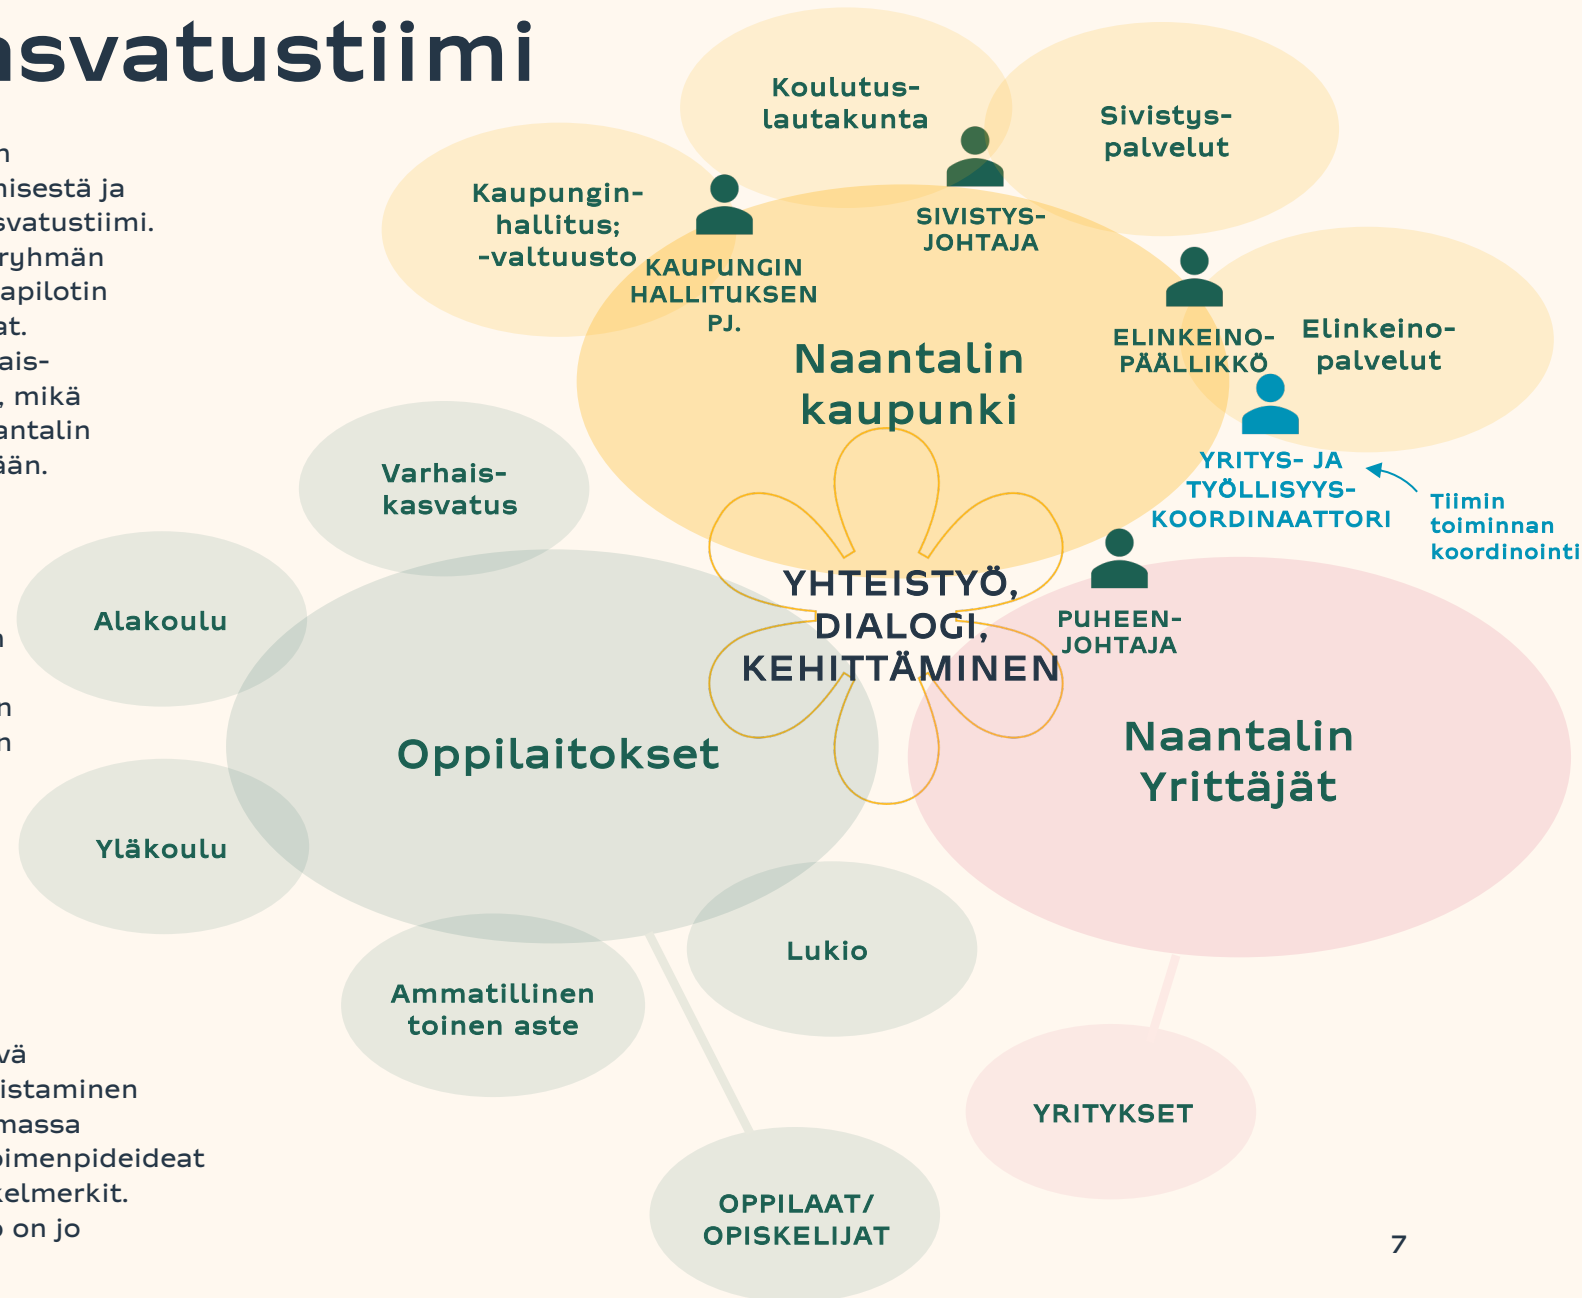 asvatustiimi
n
misestä ja
svatustiimi.
ryhmän
apilotin
at.
ais-
, mikä
antalin
ään.
n
n
n
vä
istaminen
massa
oimenpideideat
kelmerkit.
o on jo
Koulutus-
lautakunta
Sivistys-
palvelut
Kaupungin-
hallitus;
-valtuusto
SIVISTYS-
JOHTAJA
KAUPUNGIN
HALLITUKSEN
PJ.
ELINKEINO-
PÄÄLLIKKÖ
Elinkeino-
palvelut
Naantalin
kaupunki
YRITYS- JA
TYÖLLISYYS-
KOORDINAATTORI
Tiimin
toiminnan
koordinointi
Varhais-
kasvatus
Alakoulu
YHTEISTYÖ,
DIALOGI,
KEHITTÄMINEN
PUHEEN-
JOHTAJA
Oppilaitokset
Naantalin
Yrittäjät
Yläkoulu
Lukio
Ammatillinen
toinen aste
YRITYKSET
OPPILAAT/
OPISKELIJAT
7